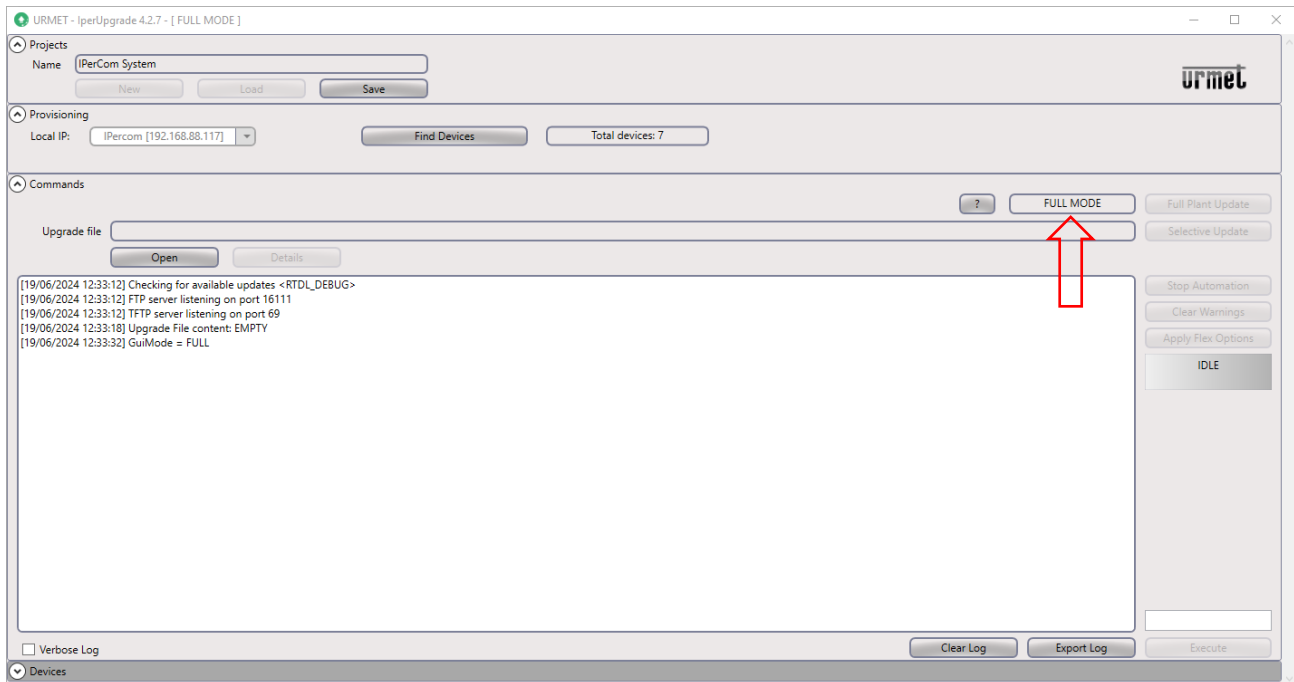 URMET - IperUpgrade 4.2.7 - [ FULL MODE ]
Projects
Name IPerCom System
New Load Save
urmet
Provisioning
Local IP: IPercom [192.168.88.117] Find Devices Total devices: 7
Commands
? FULL MODE Full Plant Update
Upgrade file Selective Update
Open Details
[19/06/2024 12:33:12] Checking for available updates <RTDL_DEBUG>
[19/06/2024 12:33:12] FTP server listening on port 16111
[19/06/2024 12:33:12] TFTP server listening on port 69
[19/06/2024 12:33:18] Upgrade File content: EMPTY
[19/06/2024 12:33:32] GuiMode = FULL
Stop Automation
Clear Warnings
Apply Flex Options
IDLE
Verbose Log Clear Log Export Log Execute
Devices